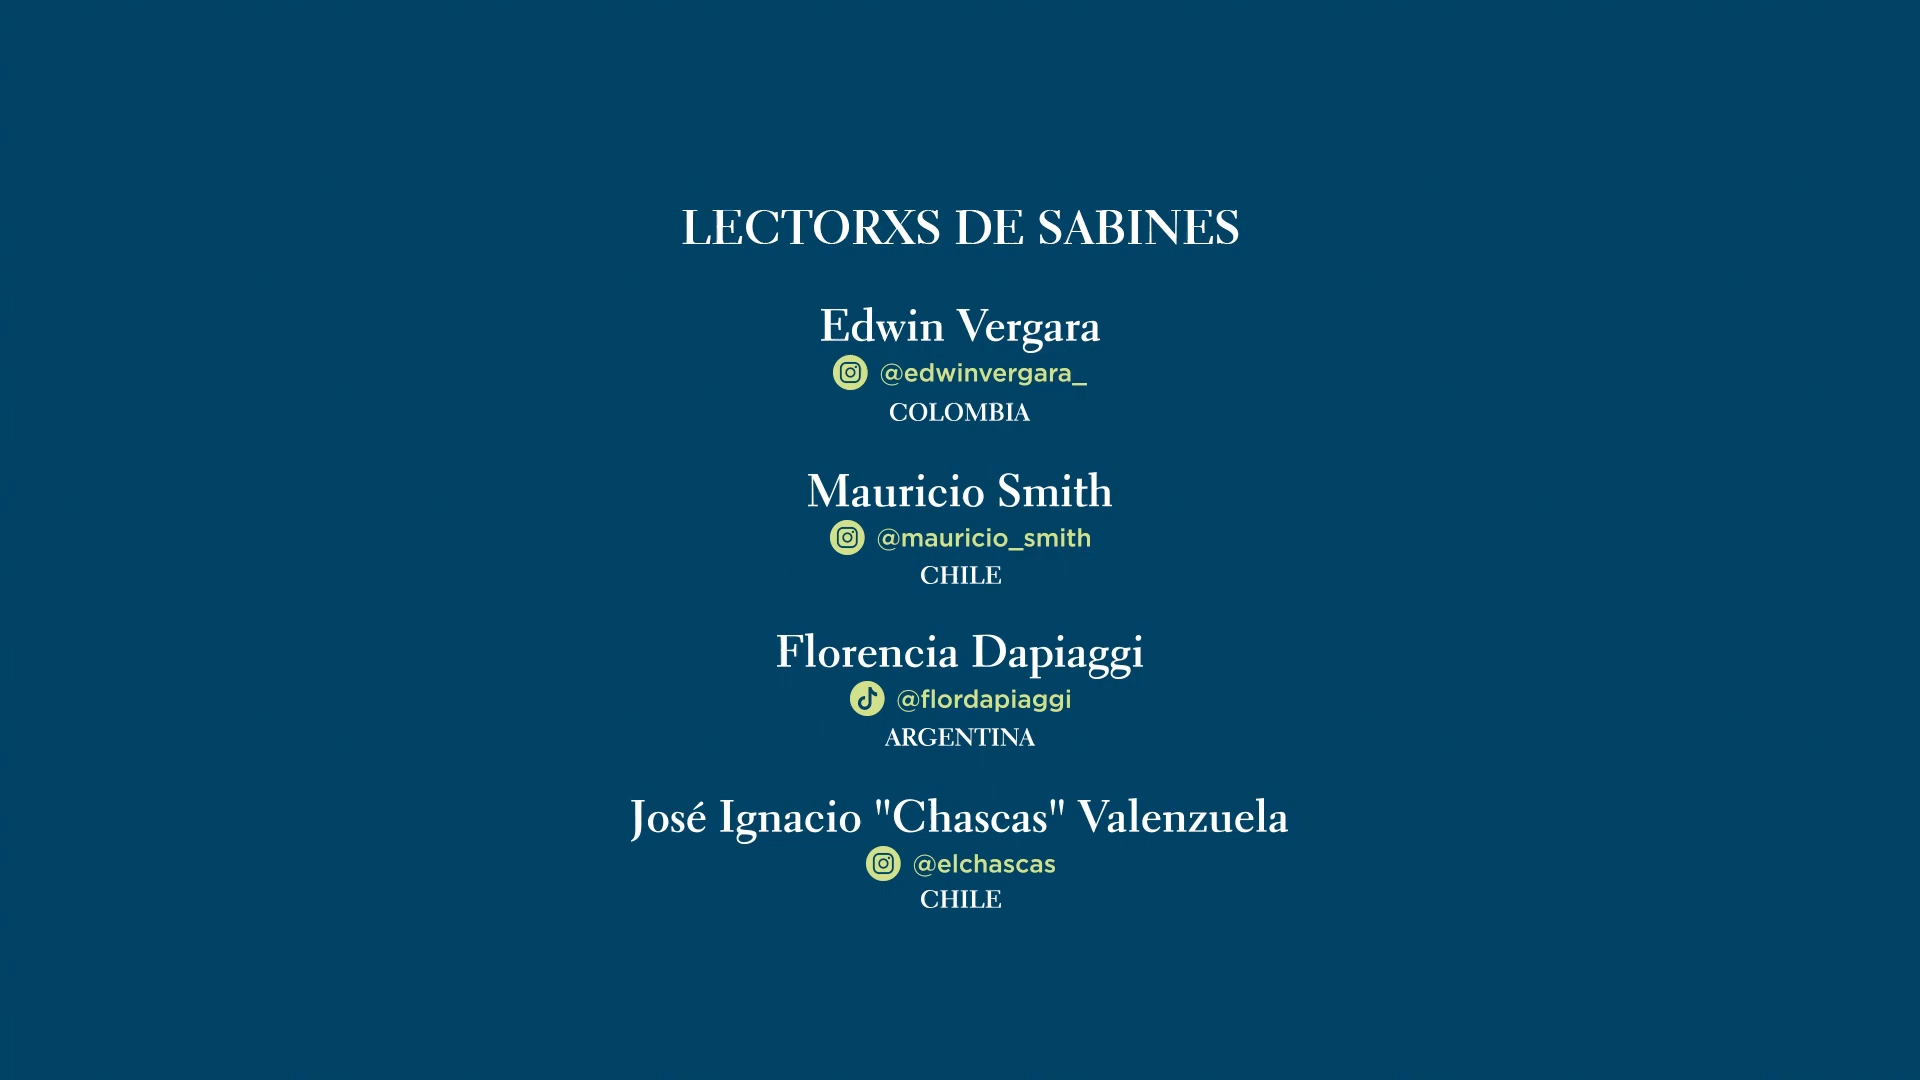 LECTORXS DE SABINES
Edwin Vergara
@edwinvergara_
COLOMBIA
Mauricio Smith
@mauricio_smith
CHILE
Florencia Dapiaggi
@flordapiaggi
ARGENTINA
José Ignacio "Chascas" Valenzuela
@elchascas
CHILE